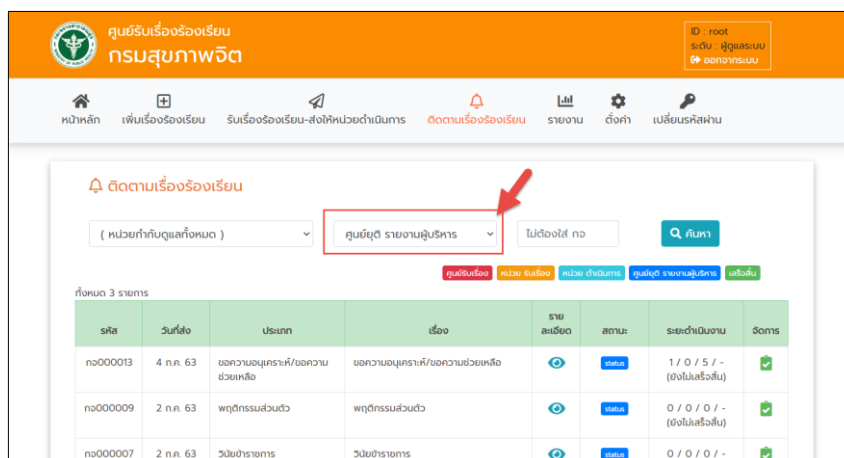 ศูนย์รับเรื่องร้องเรียน
กรมสุขภาพจิต
ID : root
ระดับ : ผู้ดูแลระบบ
ออกจากระบบ
หน้าหลัก
เพิ่มเรื่องร้องเรียน
รับเรื่องร้องเรียน-ส่งให้หน่วยดำเนินการ
ติดตามเรื่องร้องเรียน
รายงาน
ตั้งค่า
เปลี่ยนรหัสผ่าน
ติดตามเรื่องร้องเรียน
( หน่วยกำกับดูแลทั้งหมด )
ศูนย์ยุติ รายงานผู้บริหาร
ไม่ต้องใส่ กจ
ค้นหา
ศูนย์รับเรื่อง หน่วย รับเรื่อง หน่วย ดำเนินการ ศูนย์ยุติ รายงานผู้บริหาร เสร็จสิ้น
ทั้งหมด 3 รายการ
รหัส วันที่ส่ง ประเภท เรื่อง ราย สถานะ ระยะดำเนินงาน จัดการ
ละเอียด
กจ000013 4 ก.ค. 63 ขอความอนุเคราะห์/ขอความ ขอความอนุเคราะห์/ขอความช่วยเหลือ status 1 / 0 / 5 / -
ช่วยเหลือ (ยังไม่เสร็จสิ้น)
กจ000009 2 ก.ค. 63 พฤติกรรมส่วนตัว พฤติกรรมส่วนตัว status 0 / 0 / 0 / -
(ยังไม่เสร็จสิ้น)
กจ000007 2 ก.ค. 63 วินัยข้าราชการ วินัยข้าราชการ status 0 / 0 / 0 / -